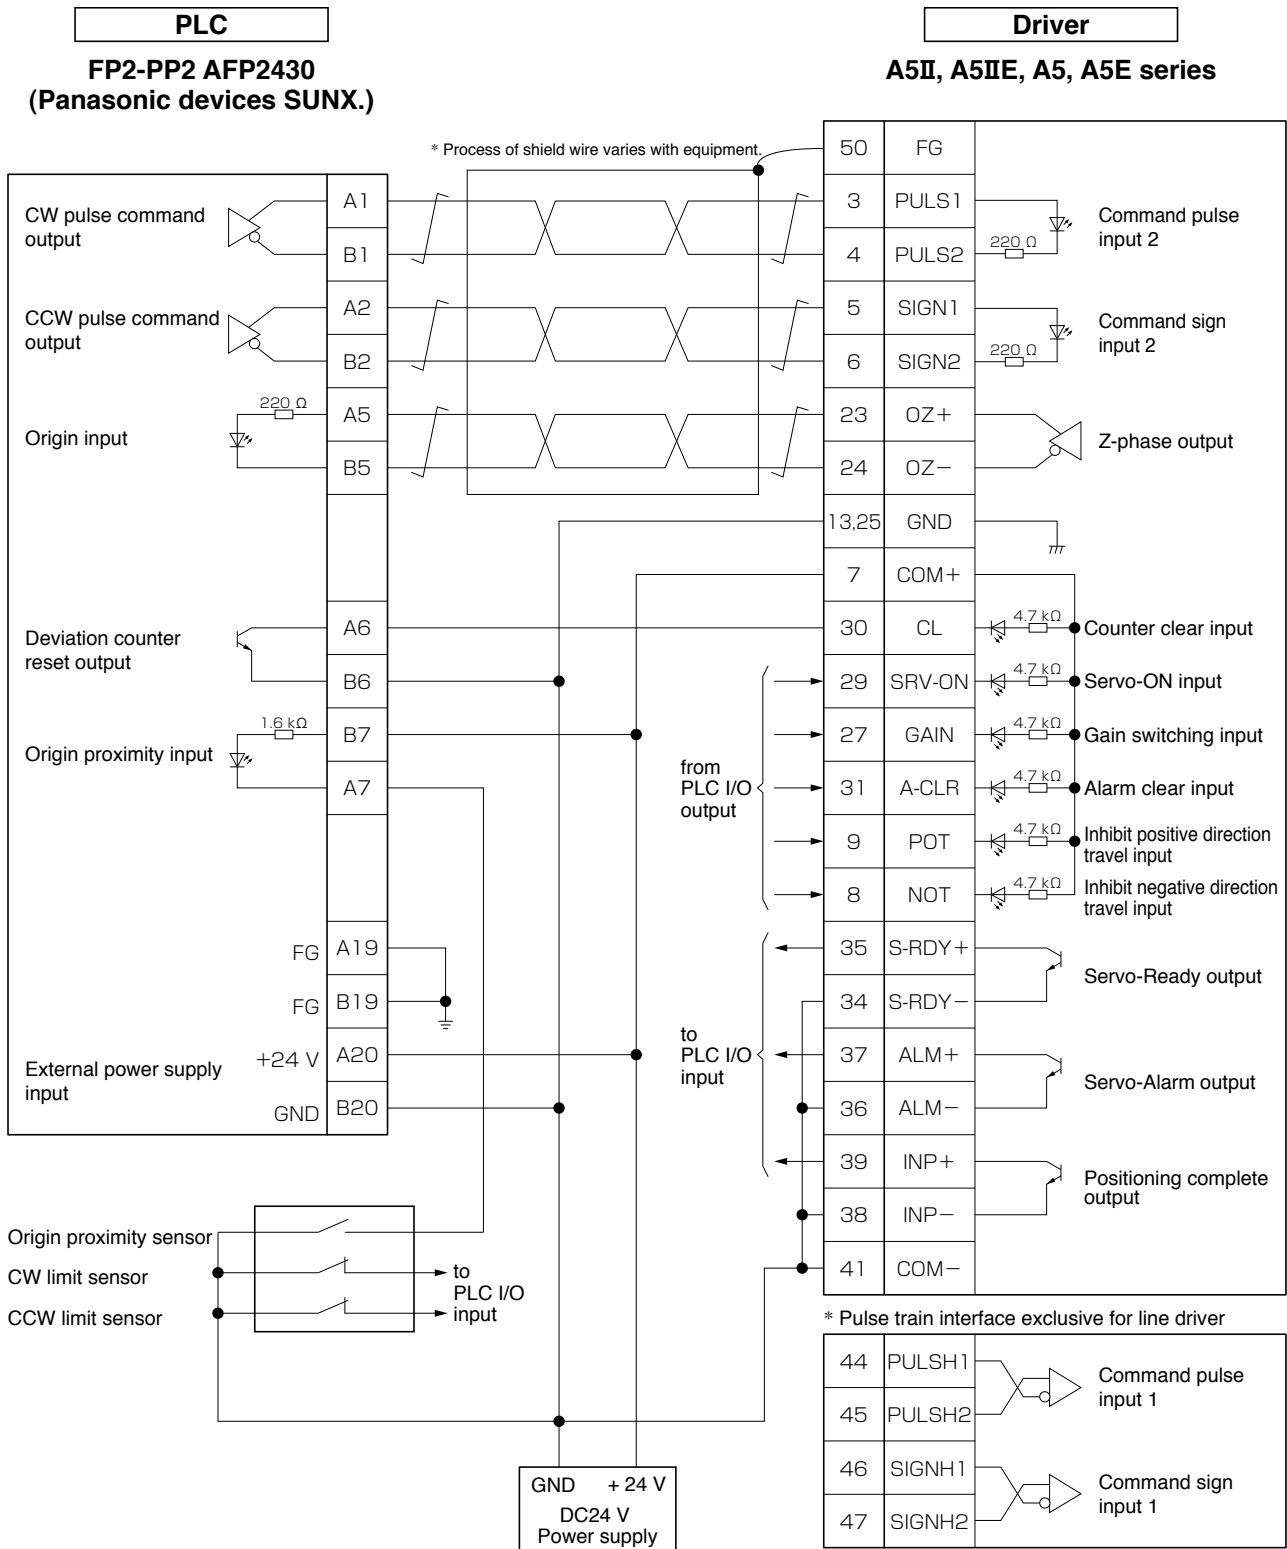 PLC
FP2-PP2 AFP2430
(Panasonic devices SUNX.)
Driver
A5II, A5IIE, A5, A5E series
* Process of shield wire varies with equipment.
CW pulse command
output
A1
B1
CCW pulse command
output
A2
B2
Origin input
220 Ω
A5
B5
Deviation counter
reset output
A6
B6
Origin proximity input
1.6 kΩ
B7
A7
FG A19
FG B19
External power supply
input
+24 V A20
GND B20
Origin proximity sensor
CW limit sensor
CCW limit sensor
to
PLC I/O
input
GND + 24 V
DC24 V
Power supply
from
PLC I/O
output
to
PLC I/O
input
50 FG
3 PULS1
4 PULS2
220 Ω
Command pulse
input 2
5 SIGN1
6 SIGN2
220 Ω
Command sign
input 2
23 OZ+
24 OZ−
Z-phase output
13,25 GND
7 COM+
30 CL 4.7 kΩ Counter clear input
29 SRV-ON 4.7 kΩ Servo-ON input
27 GAIN 4.7 kΩ Gain switching input
31 A-CLR 4.7 kΩ Alarm clear input
9 POT 4.7 kΩ Inhibit positive direction
travel input
8 NOT 4.7 kΩ Inhibit negative direction
travel input
35 S-RDY+
34 S-RDY−
Servo-Ready output
37 ALM+
36 ALM−
Servo-Alarm output
39 INP+
38 INP−
Positioning complete
output
41 COM−
* Pulse train interface exclusive for line driver
44 PULSH1
45 PULSH2
Command pulse
input 1
46 SIGNH1
47 SIGNH2
Command sign
input 1